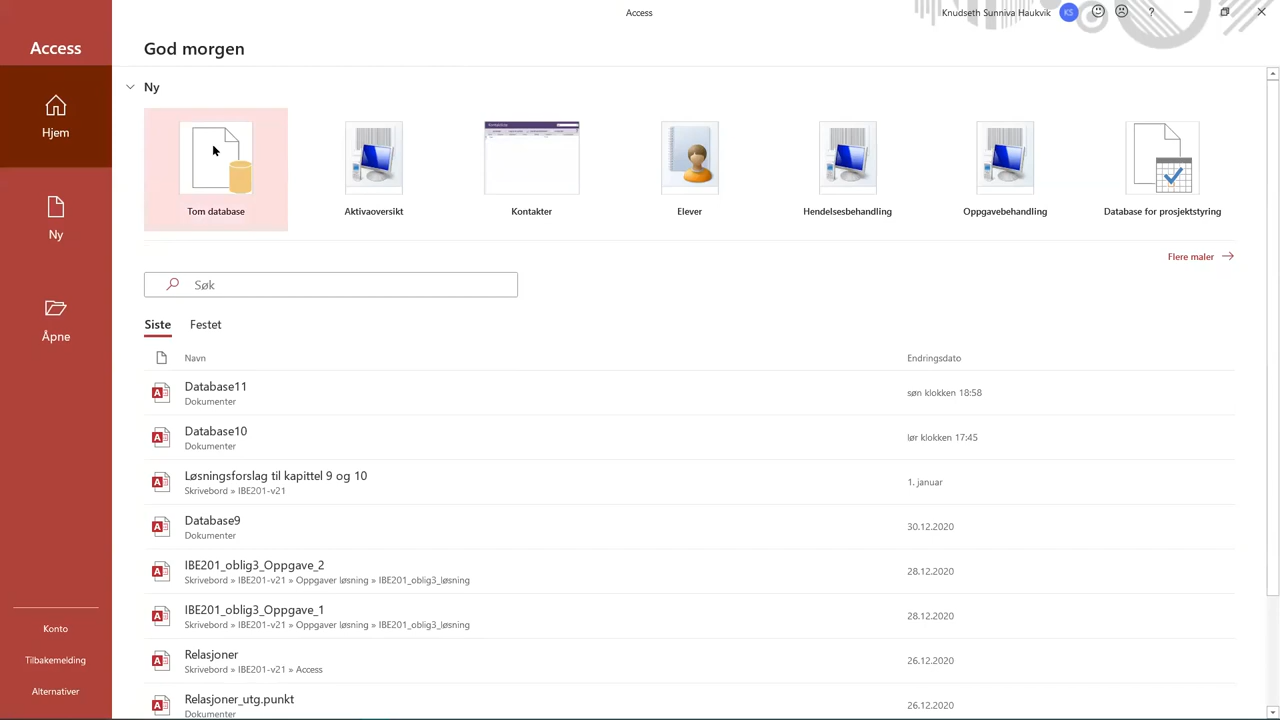 Access
Knudseth Sunniva Haukvik
KS
?
Access
God morgen
Hjem
Ny
Åpne
Konto
Tilbakemelding
Alternativer
Ny
Tom database
Aktivaoversikt
Kontakter
Elever
Hendelsesbehandling
Oppgavebehandling
Database for prosjektstyring
Flere maler
Søk
Siste
Festet
Navn
Endringsdato
Database11
Dokumenter
søn klokken 18:58
Database10
Dokumenter
lør klokken 17:45
Løsningsforslag til kapittel 9 og 10
Skrivebord » IBE201-v21
1. januar
Database9
Dokumenter
30.12.2020
IBE201_oblig3_Oppgave_2
Skrivebord » IBE201-v21 » Oppgaver løsning » IBE201_oblig3_løsning
28.12.2020
IBE201_oblig3_Oppgave_1
Skrivebord » IBE201-v21 » Oppgaver løsning » IBE201_oblig3_løsning
28.12.2020
Relasjoner
Skrivebord » IBE201-v21 » Access
26.12.2020
Relasjoner_utg.punkt
Dokumenter
26.12.2020